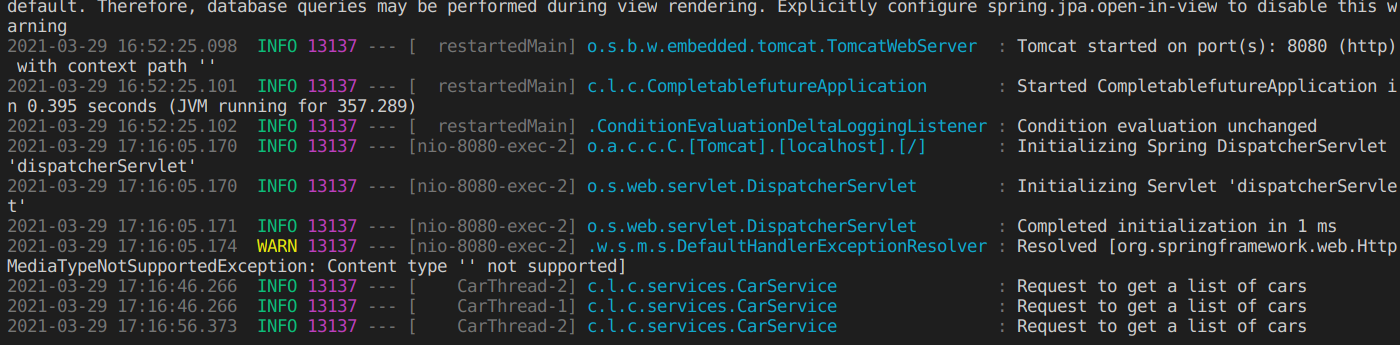 default. Therefore, database queries may be performed during view rendering. Explicitly configure spring.jpa.open-in-view to disable this w
arning
2021-03-29 16:52:25.098  INFO 13137 --- [  restartedMain] o.s.b.w.embedded.tomcat.TomcatWebServer  : Tomcat started on port(s): 8080 (http)
 with context path ''
2021-03-29 16:52:25.101  INFO 13137 --- [  restartedMain] c.l.c.CompletablefutureApplication       : Started CompletablefutureApplication i
n 0.395 seconds (JVM running for 357.289)
2021-03-29 16:52:25.102  INFO 13137 --- [  restartedMain] .ConditionEvaluationDeltaLoggingListener : Condition evaluation unchanged
2021-03-29 17:16:05.170  INFO 13137 --- [nio-8080-exec-2] o.a.c.c.C.[Tomcat].[localhost].[/]       : Initializing Spring DispatcherServlet 
'dispatcherServlet'
2021-03-29 17:16:05.170  INFO 13137 --- [nio-8080-exec-2] o.s.web.servlet.DispatcherServlet        : Initializing Servlet 'dispatcherServle
t'
2021-03-29 17:16:05.171  INFO 13137 --- [nio-8080-exec-2] o.s.web.servlet.DispatcherServlet        : Completed initialization in 1 ms
2021-03-29 17:16:05.174  WARN 13137 --- [nio-8080-exec-2] .w.s.m.s.DefaultHandlerExceptionResolver : Resolved [org.springframework.web.Http
MediaTypeNotSupportedException: Content type '' not supported]
2021-03-29 17:16:46.266  INFO 13137 --- [    CarThread-2] c.l.c.services.CarService                : Request to get a list of cars
2021-03-29 17:16:46.266  INFO 13137 --- [    CarThread-1] c.l.c.services.CarService                : Request to get a list of cars
2021-03-29 17:16:56.373  INFO 13137 --- [    CarThread-2] c.l.c.services.CarService                : Request to get a list of cars